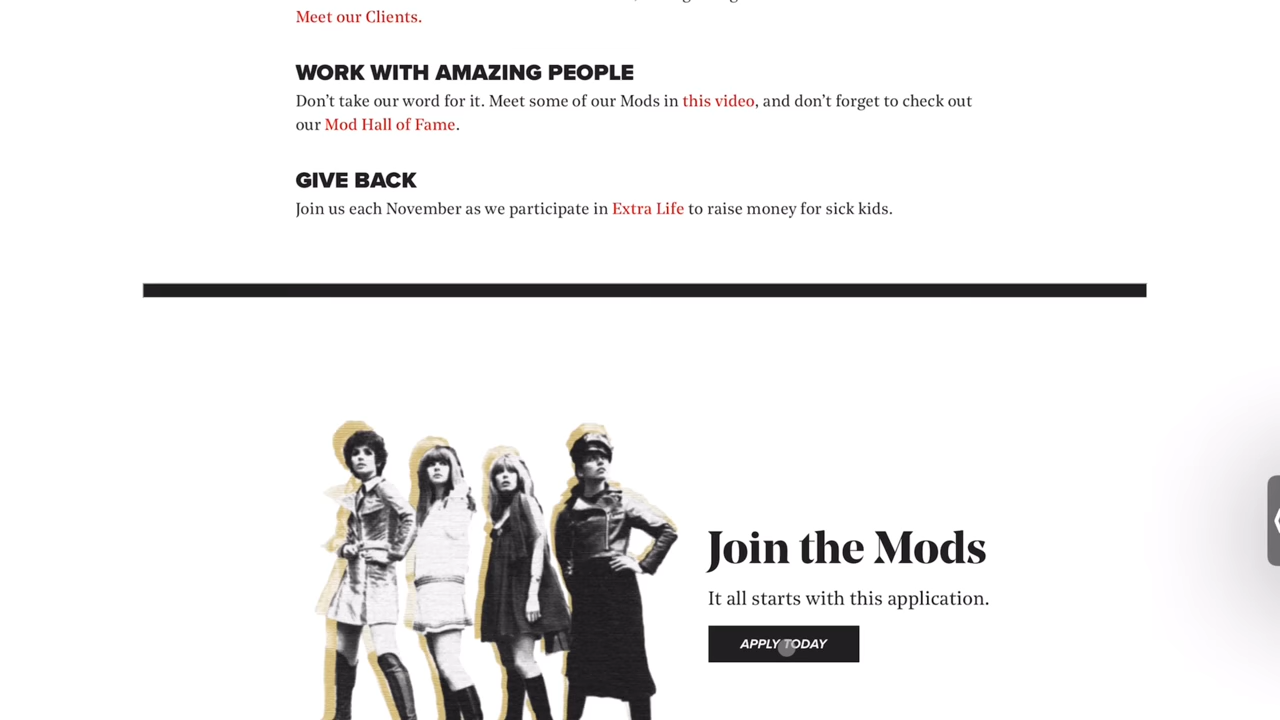 Meet our Clients.
WORK WITH AMAZING PEOPLE
Don’t take our word for it. Meet some of our Mods in this video, and don’t forget to check out
our Mod Hall of Fame.
GIVE BACK
Join us each November as we participate in Extra Life to raise money for sick kids.
Join the Mods
It all starts with this application.
APPLY TODAY